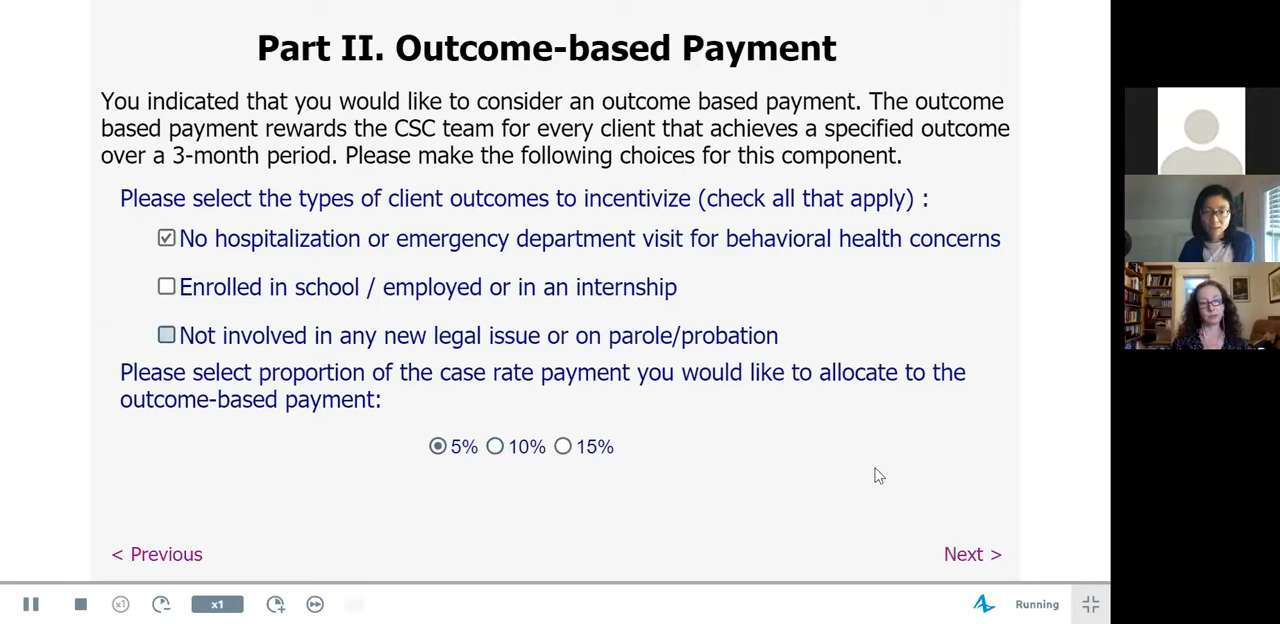 Part II. Outcome-based Payment
You indicated that you would like to consider an outcome based payment. The outcome
based payment rewards the CSC team for every client that achieves a specified outcome
over a 3-month period. Please make the following choices for this component.
Please select the types of client outcomes to incentivize (check all that apply) :
No hospitalization or emergency department visit for behavioral health concerns
Enrolled in school / employed or in an internship
Not involved in any new legal issue or on parole/probation
Please select proportion of the case rate payment you would like to allocate to the
outcome-based payment:
5% 10% 15%
< Previous Next >
x1 x1 Running